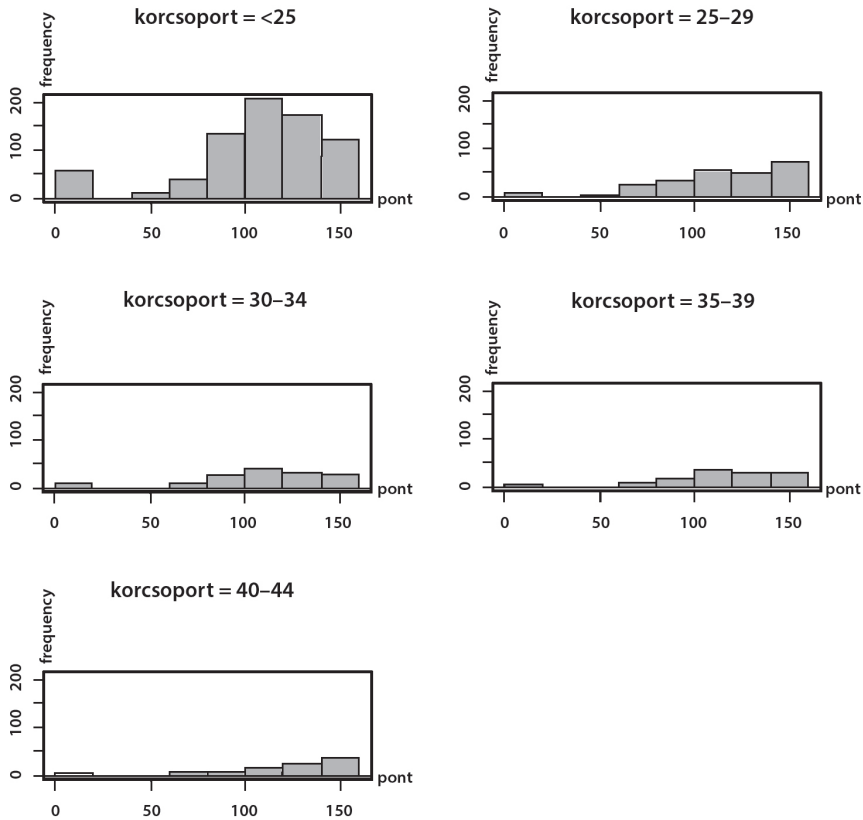 korcsoport = <25
frequency
200
100
0
0 50 100 150
pont
korcsoport = 25–29
frequency
200
100
0
0 50 100 150
pont
korcsoport = 30–34
frequency
200
100
0
0 50 100 150
pont
korcsoport = 35–39
frequency
200
100
0
0 50 100 150
pont
korcsoport = 40–44
frequency
200
100
0
0 50 100 150
pont